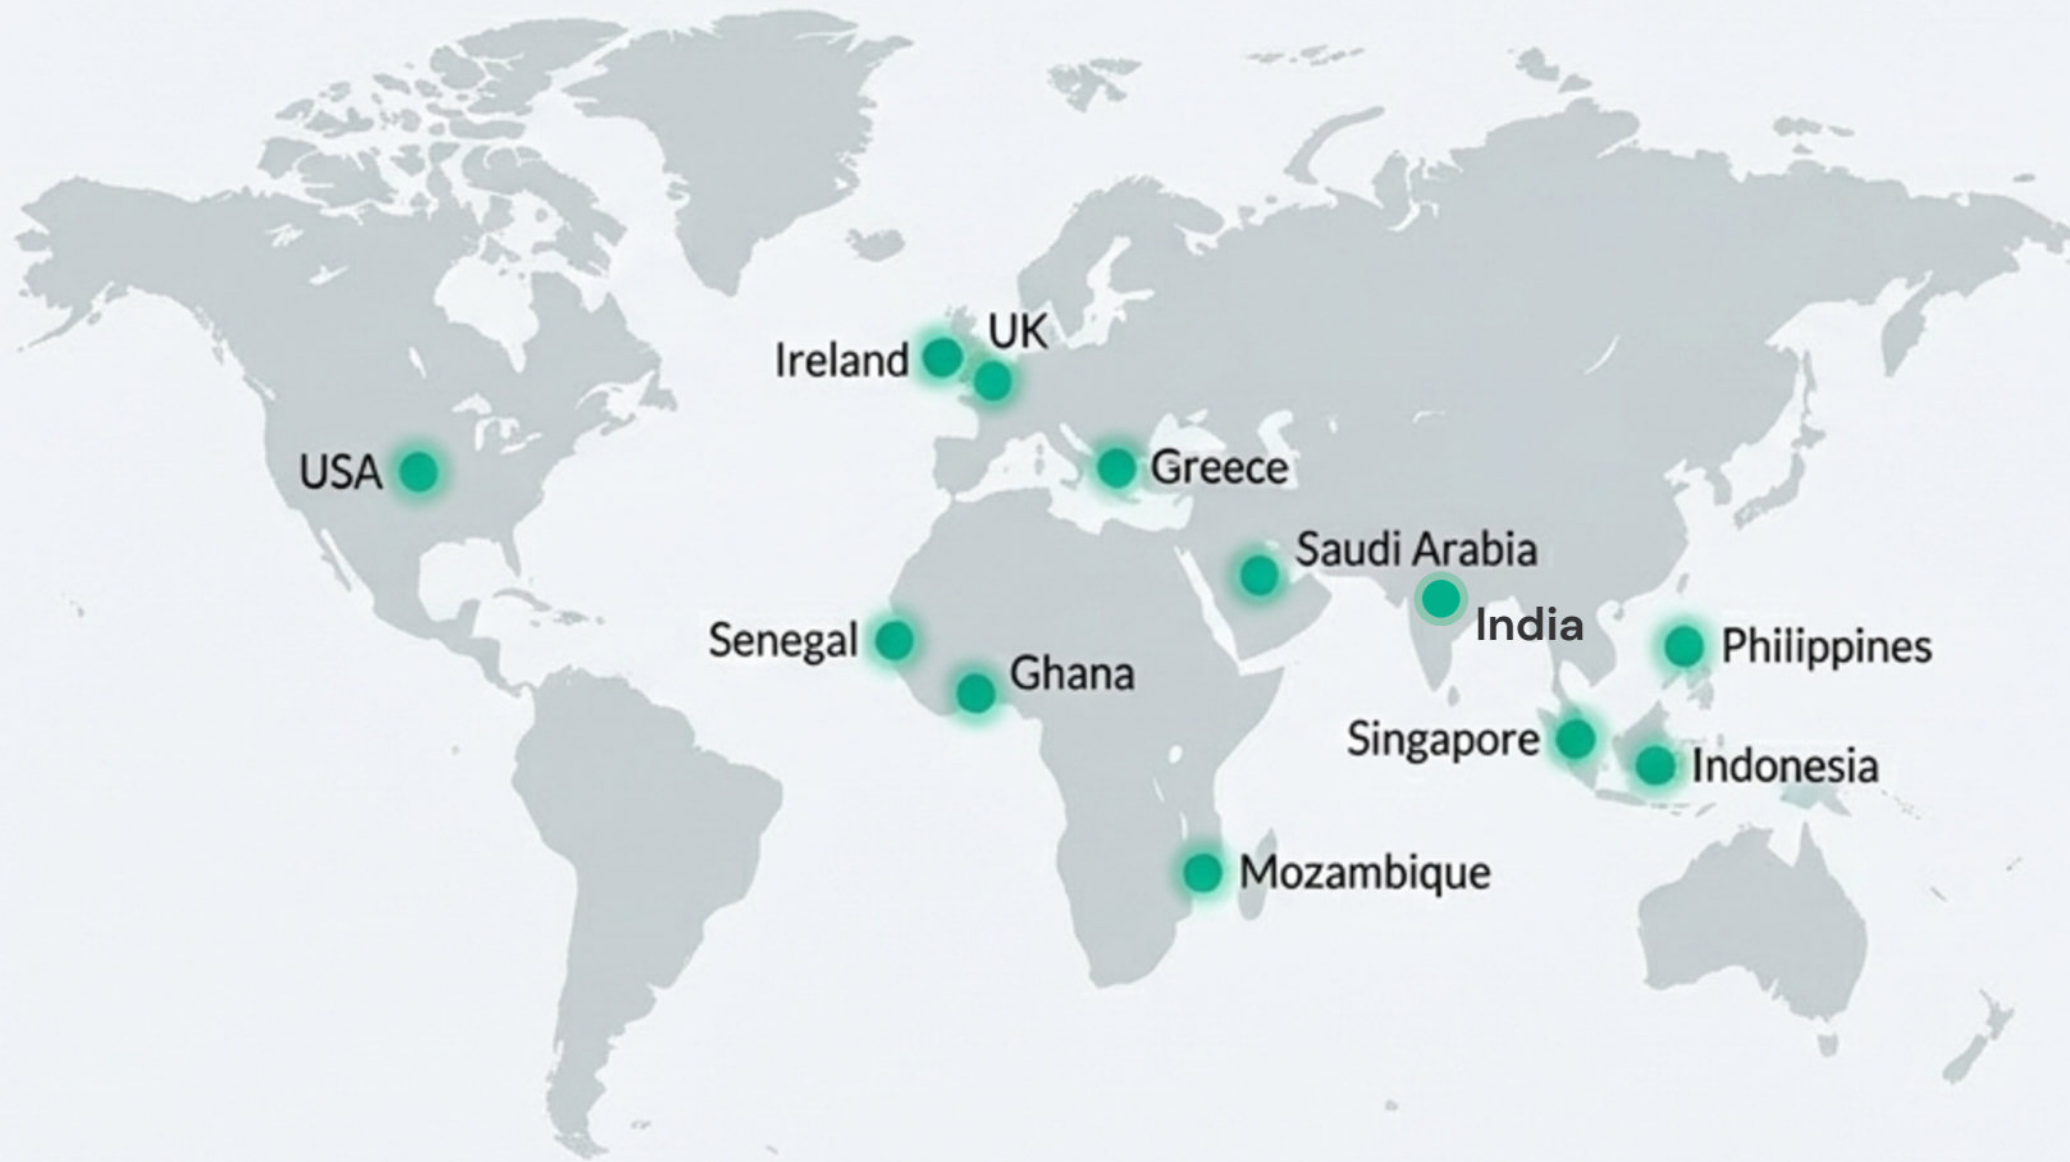 UK
Ireland
USA
Greece
Saudi Arabia
India
Senegal
Philippines
Ghana
Singapore
Indonesia
Mozambique